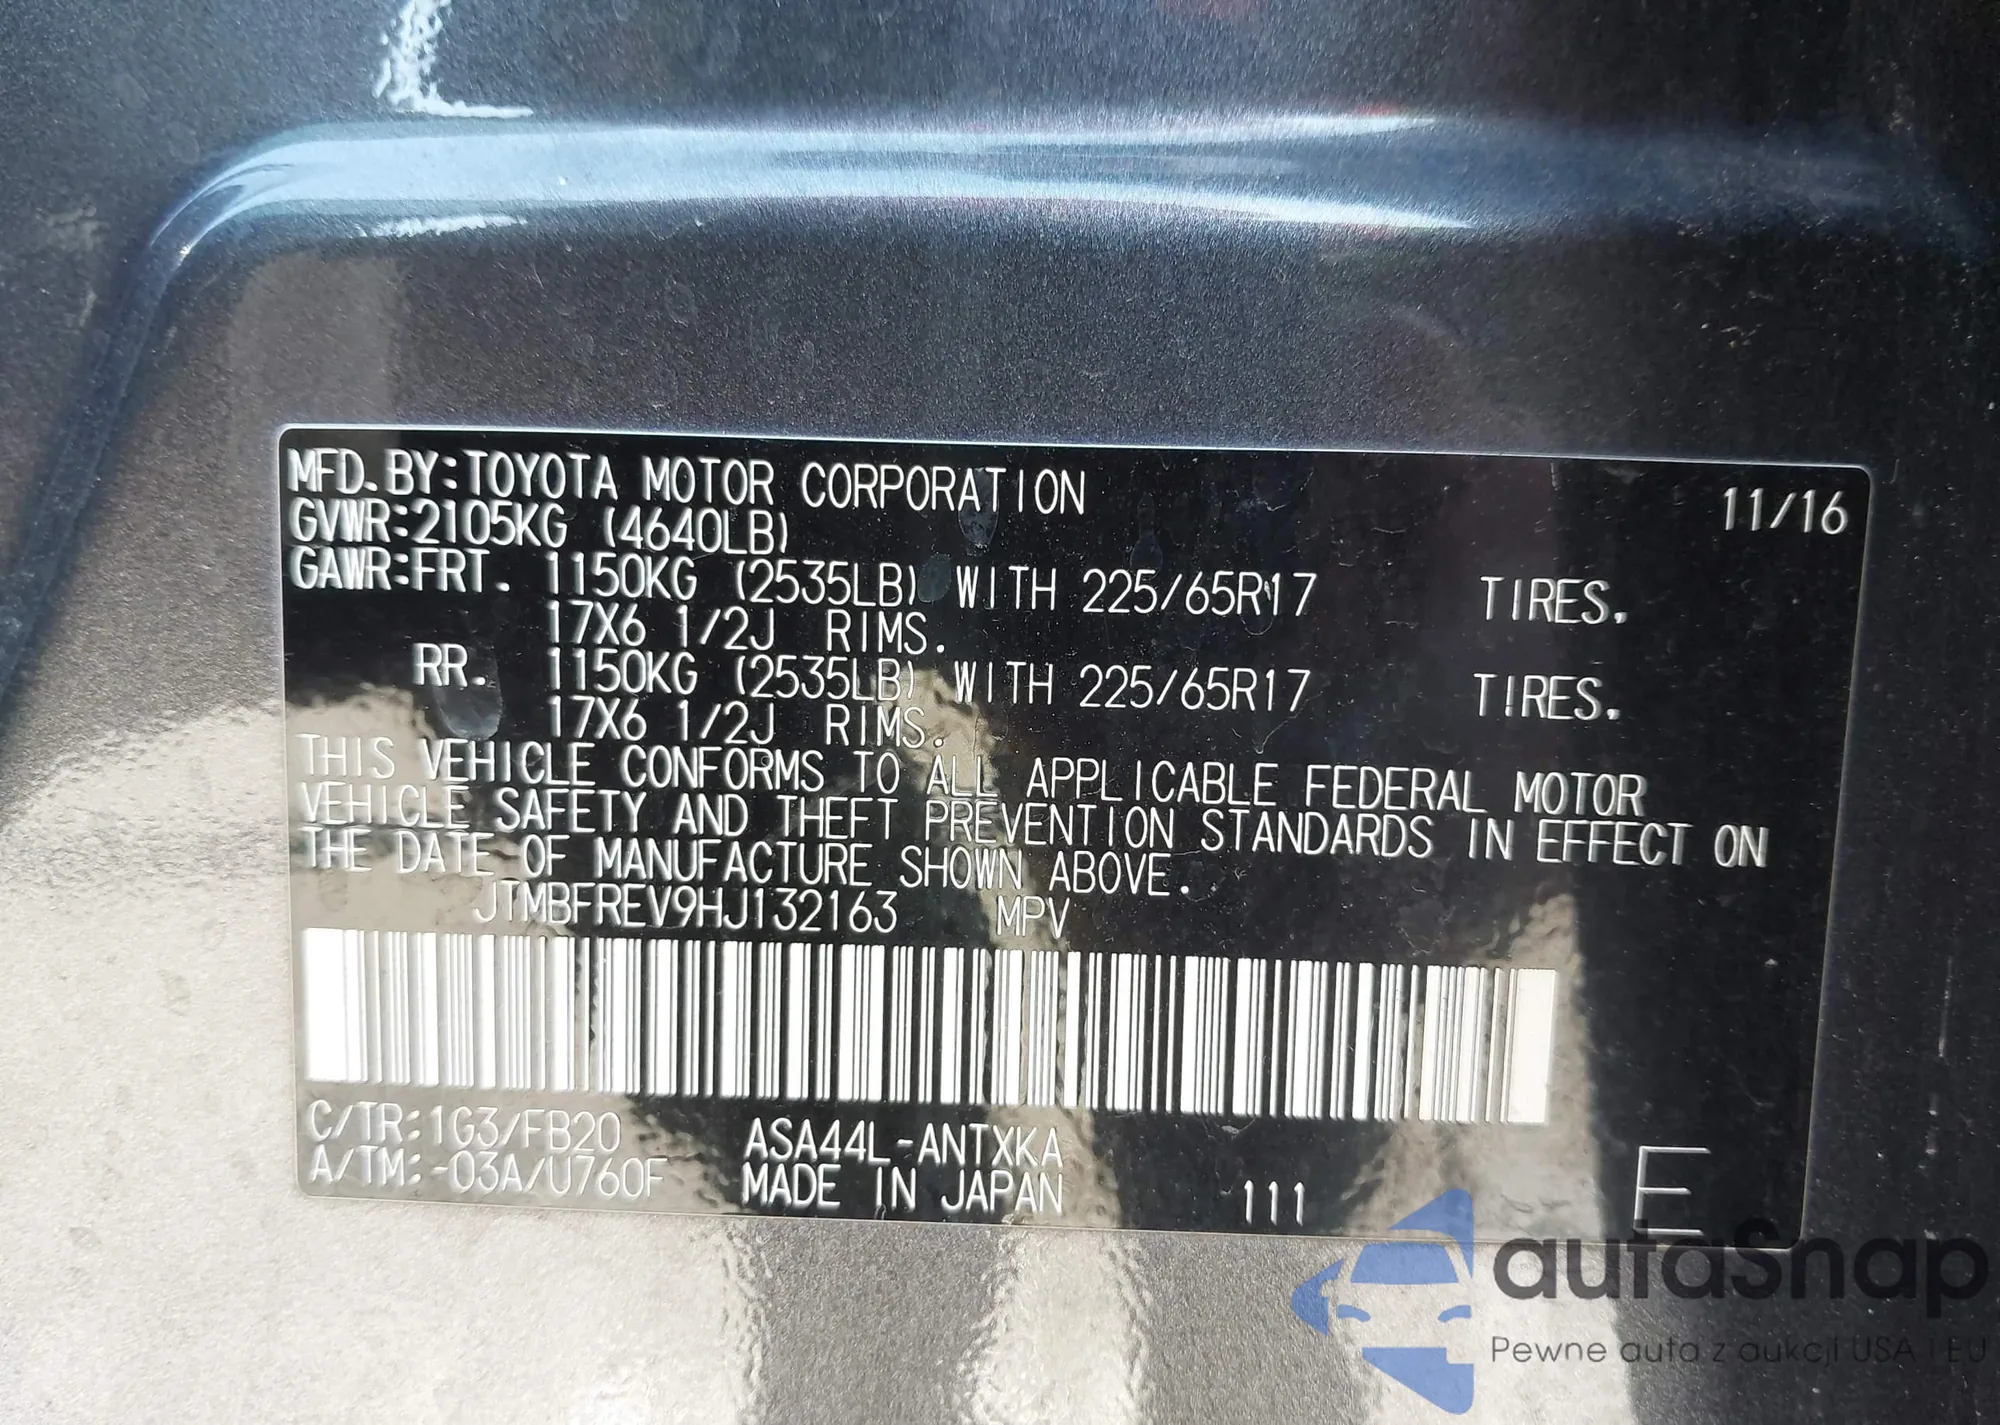 MFD.BY:TOYOTA MOTOR CORPORATION 11/16
GVWR:2105KG (4640LB)
GAWR:FRT. 1150KG (2535LB) WITH 225/65R17 TIRES.
17X6 1/2J RIMS.
RR. 1150KG (2535LB) WITH 225/65R17 TIRES.
17X6 1/2J RIMS.
THIS VEHICLE CONFORMS TO ALL APPLICABLE FEDERAL MOTOR
VEHICLE SAFETY AND THEFT PREVENTION STANDARDS IN EFFECT ON
THE DATE OF MANUFACTURE SHOWN ABOVE.
JTMBFREV9HJ132163 MPV
C/TR:1G3/FB20 ASA44L-ANTXKA
A/TM:-03A/U760F MADE IN JAPAN 111 E
autaSnap
Pewne auta z aukcji USA i EU